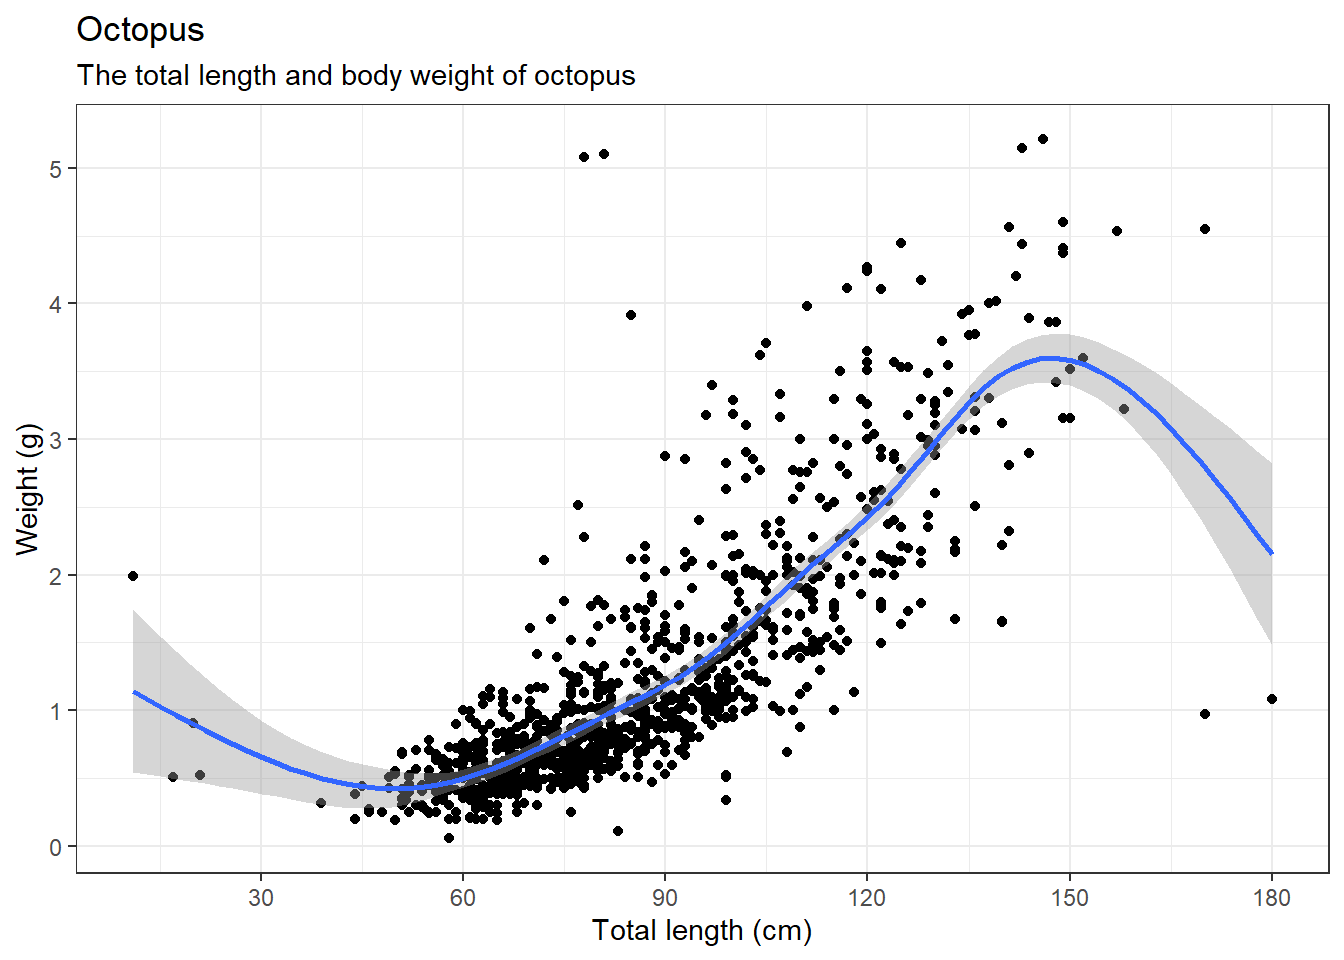 Octopus
The total length and body weight of octopus
Weight (g)
5
4
3
2
1
0
30 60 90 120 150 180
Total length (cm)